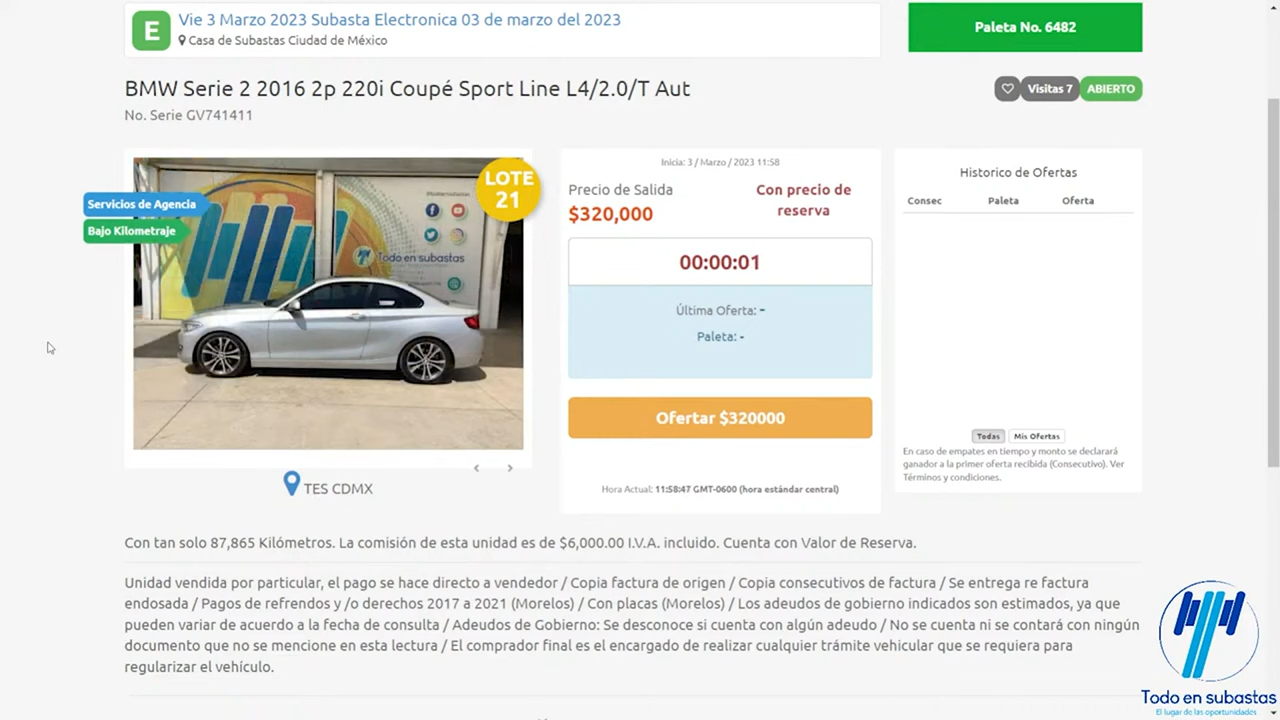 E
Vie 3 Marzo 2023 Subasta Electronica 03 de marzo del 2023
Casa de Subastas Ciudad de México
Paleta No. 6482
BMW Serie 2 2016 2p 220i Coupé Sport Line L4/2.0/T Aut
Visitas 7
ABIERTO
No. Serie GV741411
LOTE
21
Servicios de Agencia
Bajo Kilometraje
Todo en subastas
TES CDMX
Inicia: 3 / Marzo / 2023 11:58
Precio de Salida
$320,000
Con precio de
reserva
00:00:01
Última Oferta: -
Paleta: -
Ofertar $320000
Hora Actual: 11:58:47 GMT-0600 (hora estándar central)
Historico de Ofertas
Consec Paleta Oferta
Todas Mis Ofertas
En caso de empates en tiempo y monto se declarará
ganador a la primer oferta recibida (Consecutivo). Ver
Términos y condiciones.
Con tan solo 87,865 Kilómetros. La comisión de esta unidad es de $6,000.00 I.V.A. incluido. Cuenta con Valor de Reserva.
Unidad vendida por particular, el pago se hace directo a vendedor / Copia factura de origen / Copia consecutivos de factura / Se entrega re factura
endosada / Pagos de refrendos y /o derechos 2017 a 2021 (Morelos) / Con placas (Morelos) / Los adeudos de gobierno indicados son estimados, ya que
pueden variar de acuerdo a la fecha de consulta / Adeudos de Gobierno: Se desconoce si cuenta con algún adeudo / No se cuenta ni se contará con ningún
documento que no se mencione en esta lectura / El comprador final es el encargado de realizar cualquier trámite vehicular que se requiera para
regularizar el vehículo.
Todo en subastas
El lugar de las oportunidades